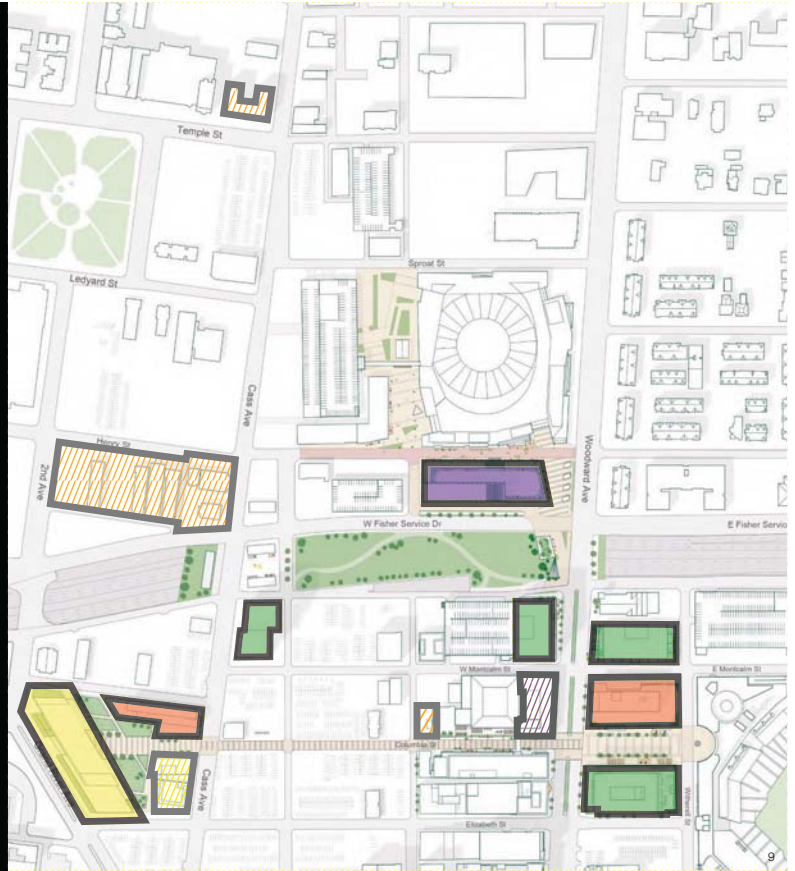 Temple St
Sproat St
Ledyard St
Cass Ave
Henry St
2nd Ave
Woodward Ave
W Fisher Service Dr
E Fisher Servic
W Montcalm St
E Montcalm St
Columbia St
Cass Ave
Witherell St
Elizabeth St
9